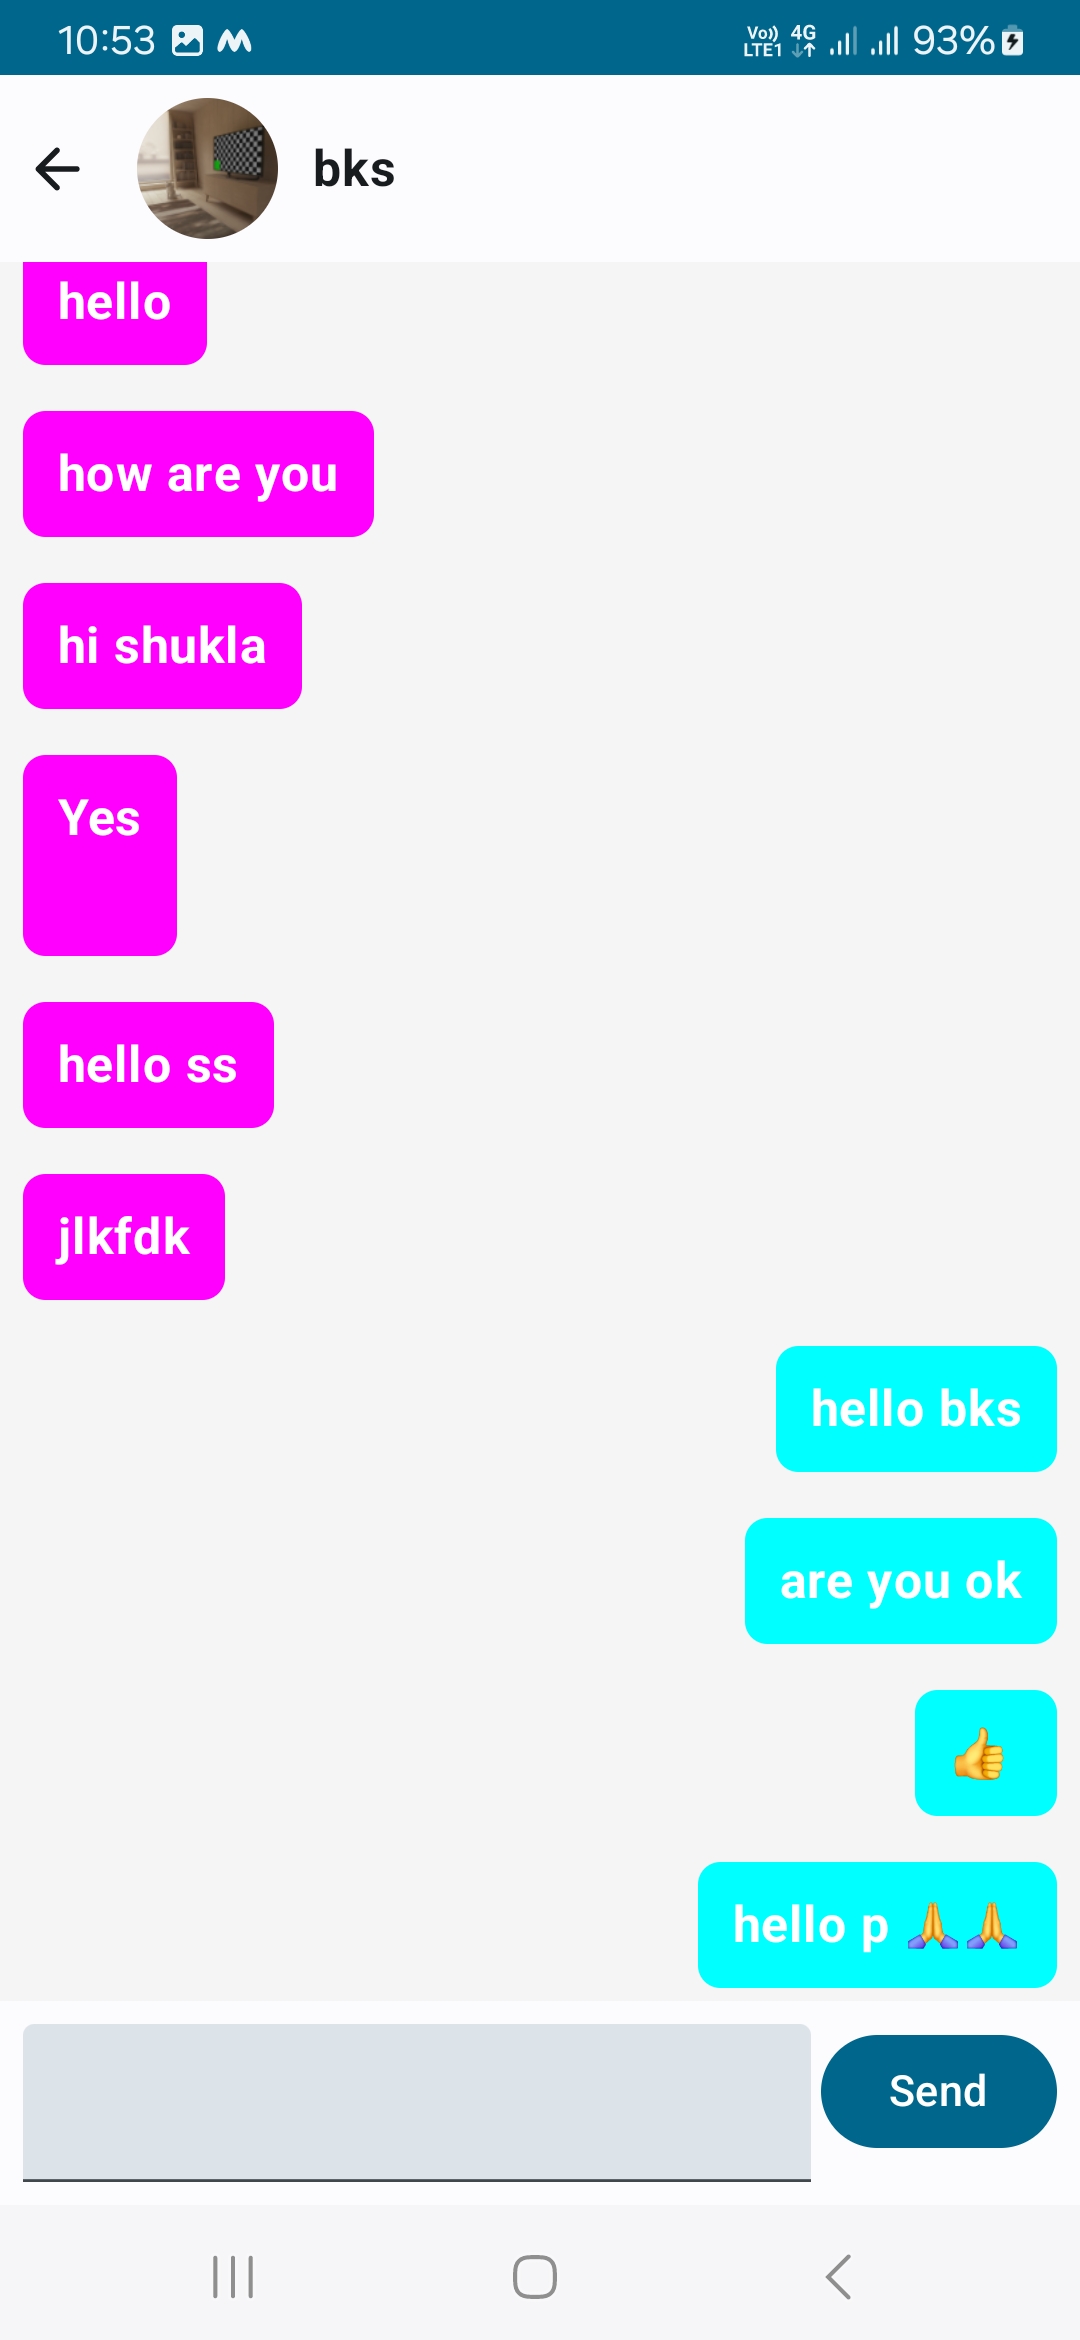 10:53 Vo)) LTE1 4G 93%
bks
hello
how are you
hi shukla
Yes
hello ss
jlkfdk
hello bks
are you ok
👍
hello p 🙏🙏
Send